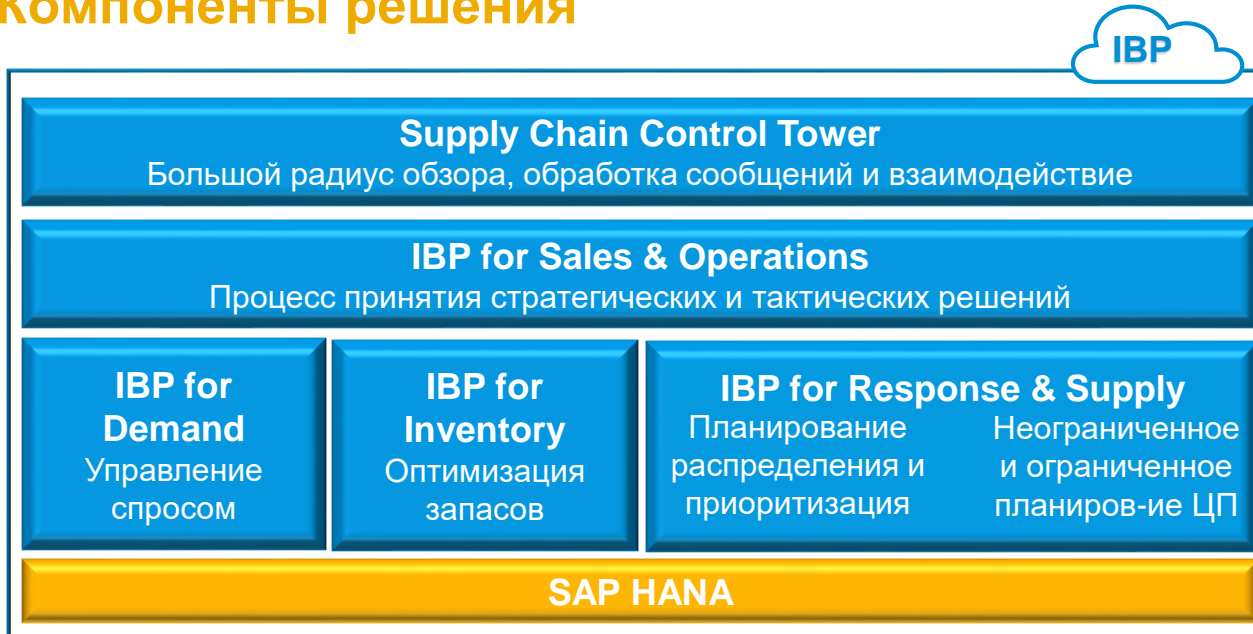 Компоненты решения
IBP
Supply Chain Control Tower
Большой радиус обзора, обработка сообщений и взаимодействие
IBP for Sales & Operations
Процесс принятия стратегических и тактических решений
IBP for
Demand
Управление
спросом
IBP for
Inventory
Оптимизация
запасов
IBP for Response & Supply
Планирование
распределения и
приоритизация
Неограниченное
и ограниченное
планиров-ие ЦП
SAP HANA